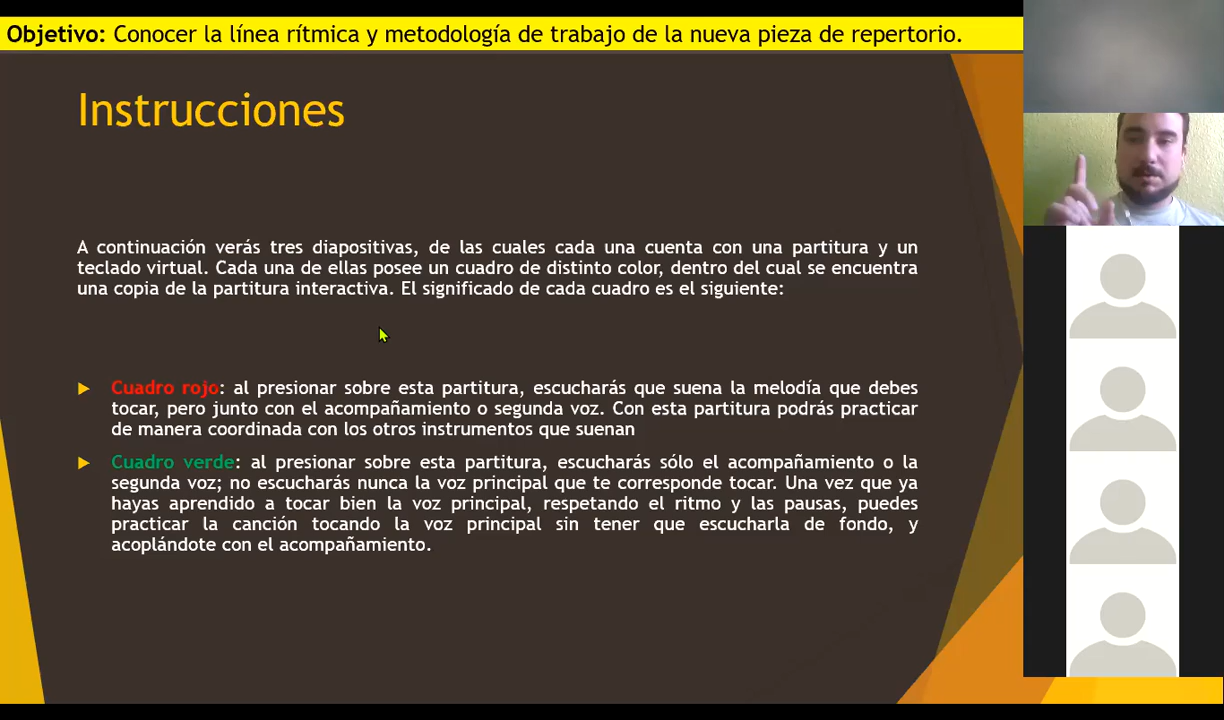 Objetivo: Conocer la línea rítmica y metodología de trabajo de la nueva pieza de repertorio.
Instrucciones
A continuación verás tres diapositivas, de las cuales cada una cuenta con una partitura y un
teclado virtual. Cada una de ellas posee un cuadro de distinto color, dentro del cual se encuentra
una copia de la partitura interactiva. El significado de cada cuadro es el siguiente:
Cuadro rojo: al presionar sobre esta partitura, escucharás que suena la melodía que debes
tocar, pero junto con el acompañamiento o segunda voz. Con esta partitura podrás practicar
de manera coordinada con los otros instrumentos que suenan
Cuadro verde: al presionar sobre esta partitura, escucharás sólo el acompañamiento o la
segunda voz; no escucharás nunca la voz principal que te corresponde tocar. Una vez que ya
hayas aprendido a tocar bien la voz principal, respetando el ritmo y las pausas, puedes
practicar la canción tocando la voz principal sin tener que escucharla de fondo, y
acoplándote con el acompañamiento.